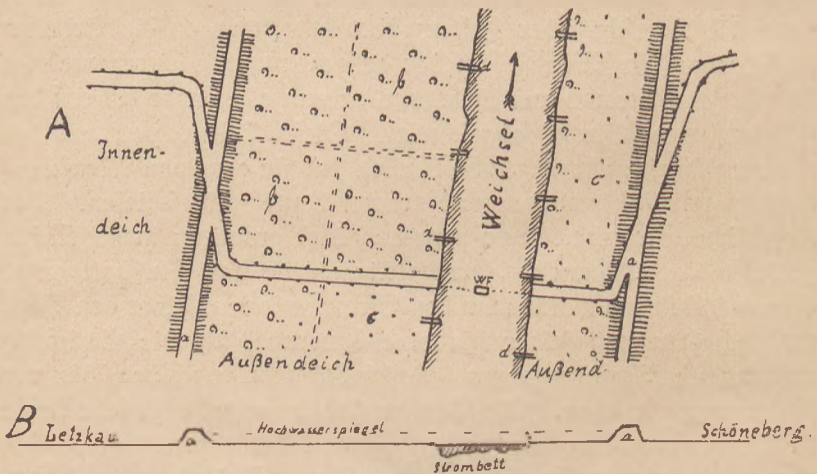 A
Innen-
deich
b
d
Weichsel
c
b
d
WF
a
a
c
d
Außendeich
Außend
B Letzkau
a
Hochwasserspiegel
Strombett
a
Schöneberg.